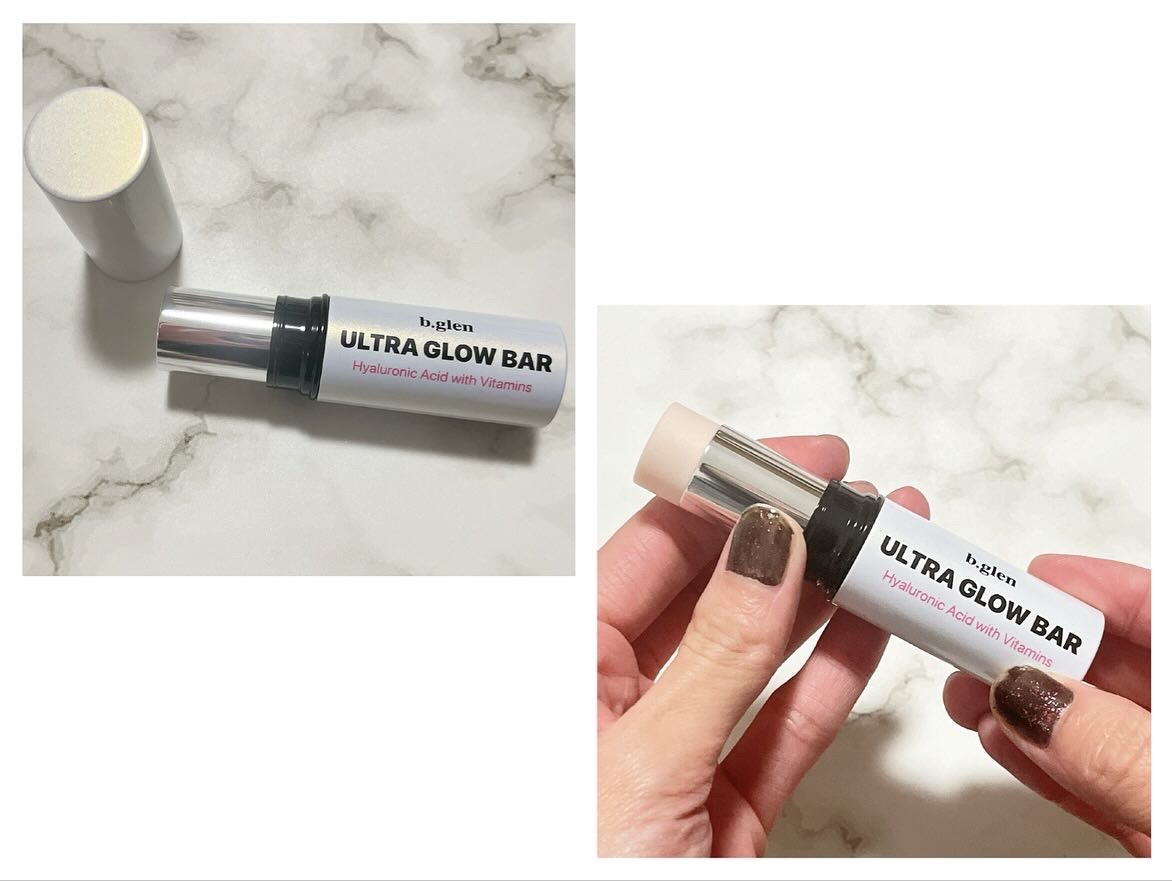 b.glen
ULTRA GLOW BAR
Hyaluronic Acid with Vitamins
b.glen
ULTRA GLOW BAR
Hyaluronic Acid with Vitamins